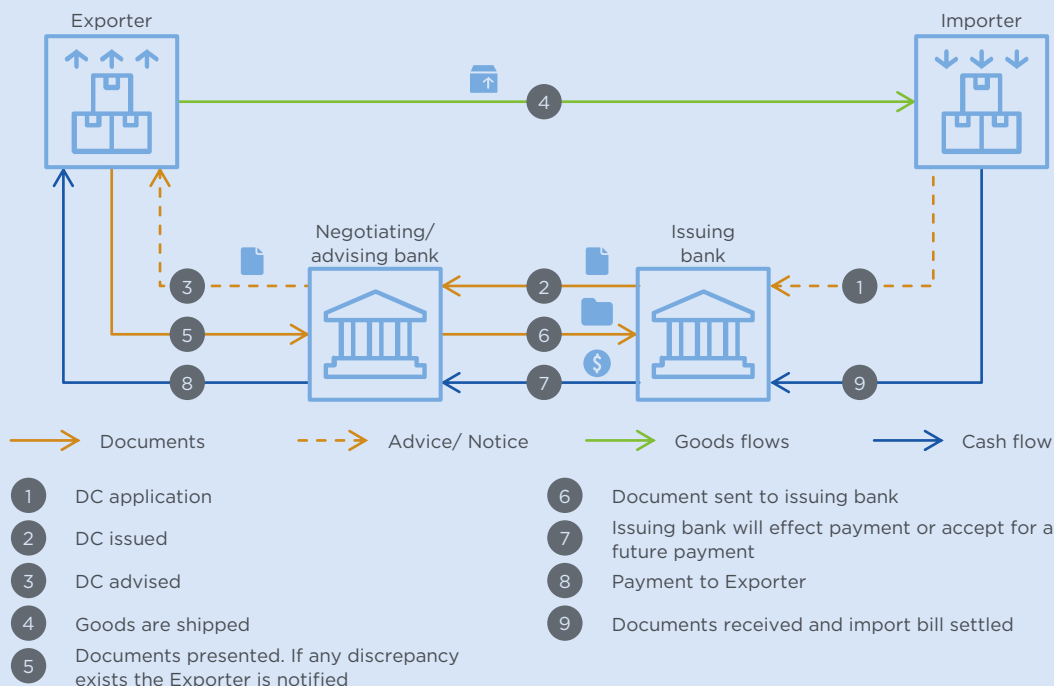 Exporter
Importer
4
Negotiating/
advising bank
Issuing
bank
3
2
1
5
6
$
8
7
9
Documents
Advice/ Notice
Goods flows
Cash flow
1 DC application
2 DC issued
3 DC advised
4 Goods are shipped
5 Documents presented. If any discrepancy
exists the Exporter is notified
6 Document sent to issuing bank
7 Issuing bank will effect payment or accept for a
future payment
8 Payment to Exporter
9 Documents received and import bill settled